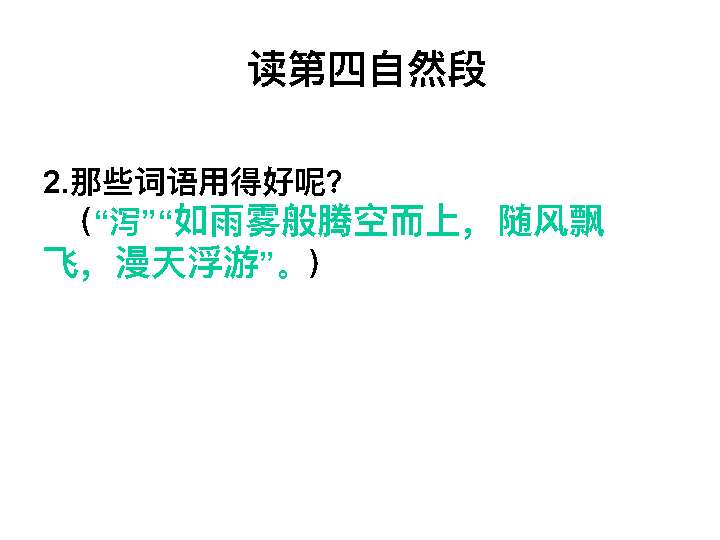 读第四自然段
2.那些词语用得好呢?
（“泻”“如雨雾般腾空而上，随风飘
飞，漫天浮游”。）